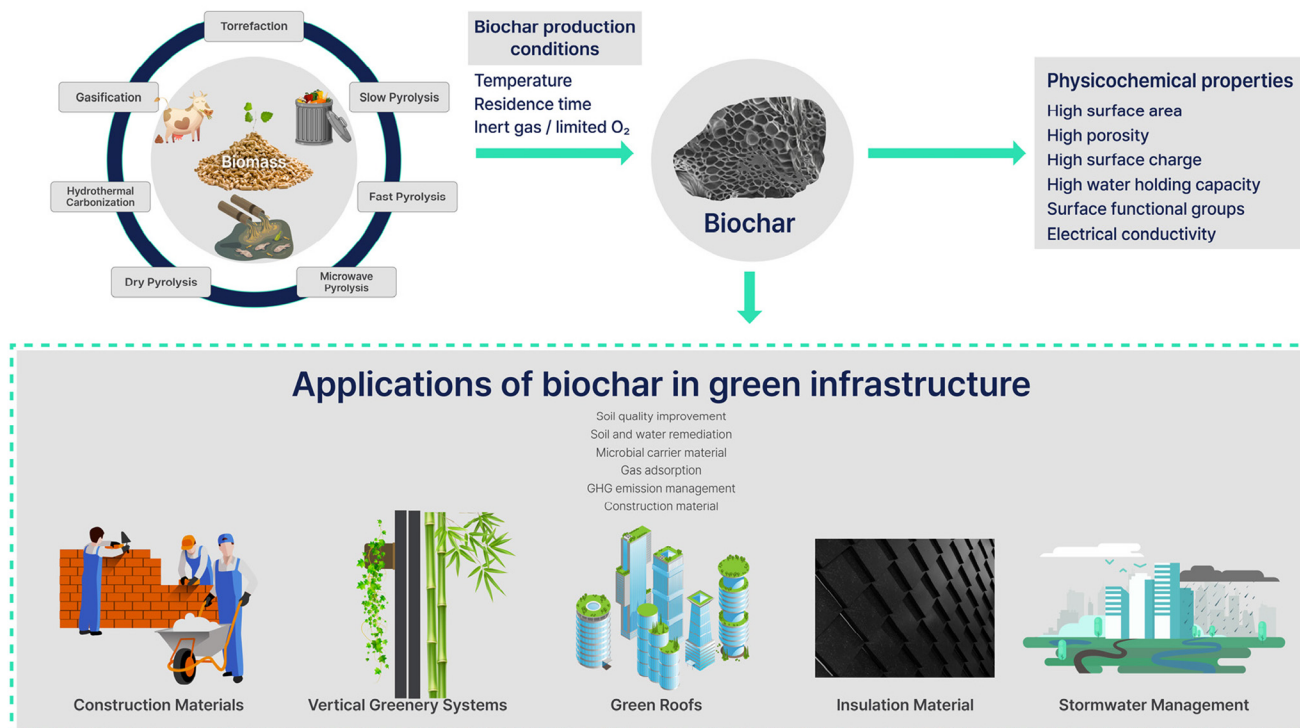 Torrefaction
Gasification
Slow Pyrolysis
Biomass
Hydrothermal
Carbonization
Fast Pyrolysis
Dry Pyrolysis
Microwave
Pyrolysis
Biochar production
conditions
Temperature
Residence time
Inert gas / limited O₂
Biochar
Physicochemical properties
High surface area
High porosity
High surface charge
High water holding capacity
Surface functional groups
Electrical conductivity
Applications of biochar in green infrastructure
Soil quality improvement
Soil and water remediation
Microbial carrier material
Gas adsorption
GHG emission management
Construction material
Construction Materials
Vertical Greenery Systems
Green Roofs
Insulation Material
Stormwater Management